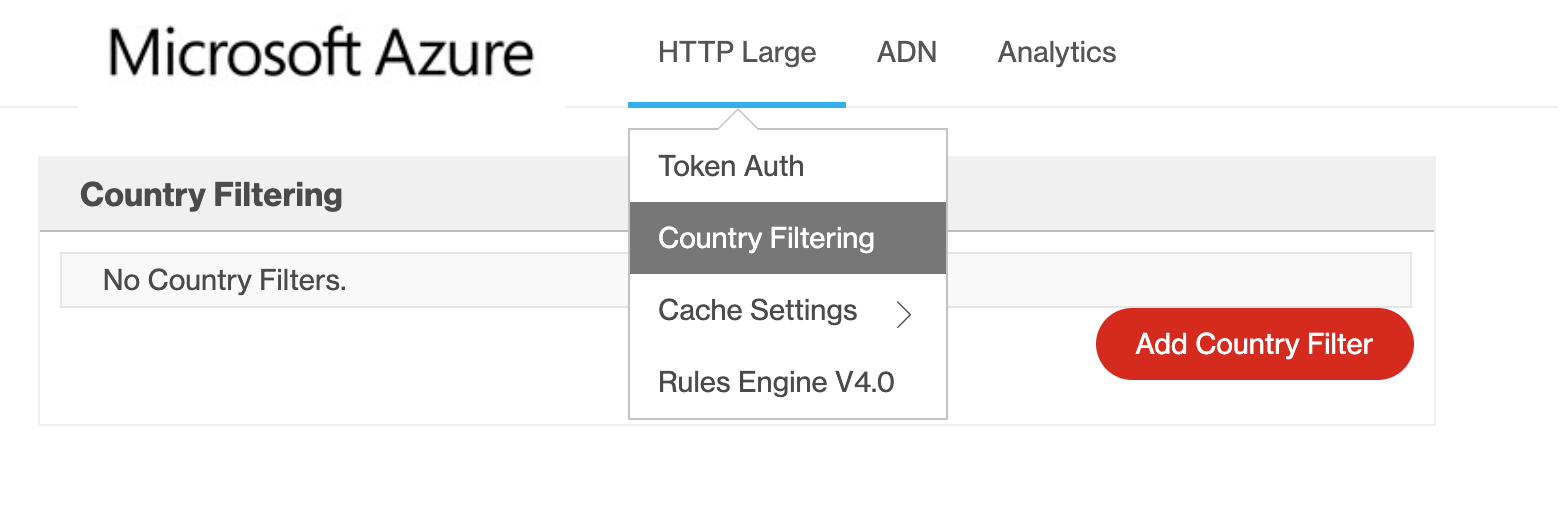 Microsoft Azure
HTTP Large
ADN
Analytics
Token Auth
Country Filtering
Cache Settings
Rules Engine V4.0
Country Filtering
No Country Filters.
Add Country Filter